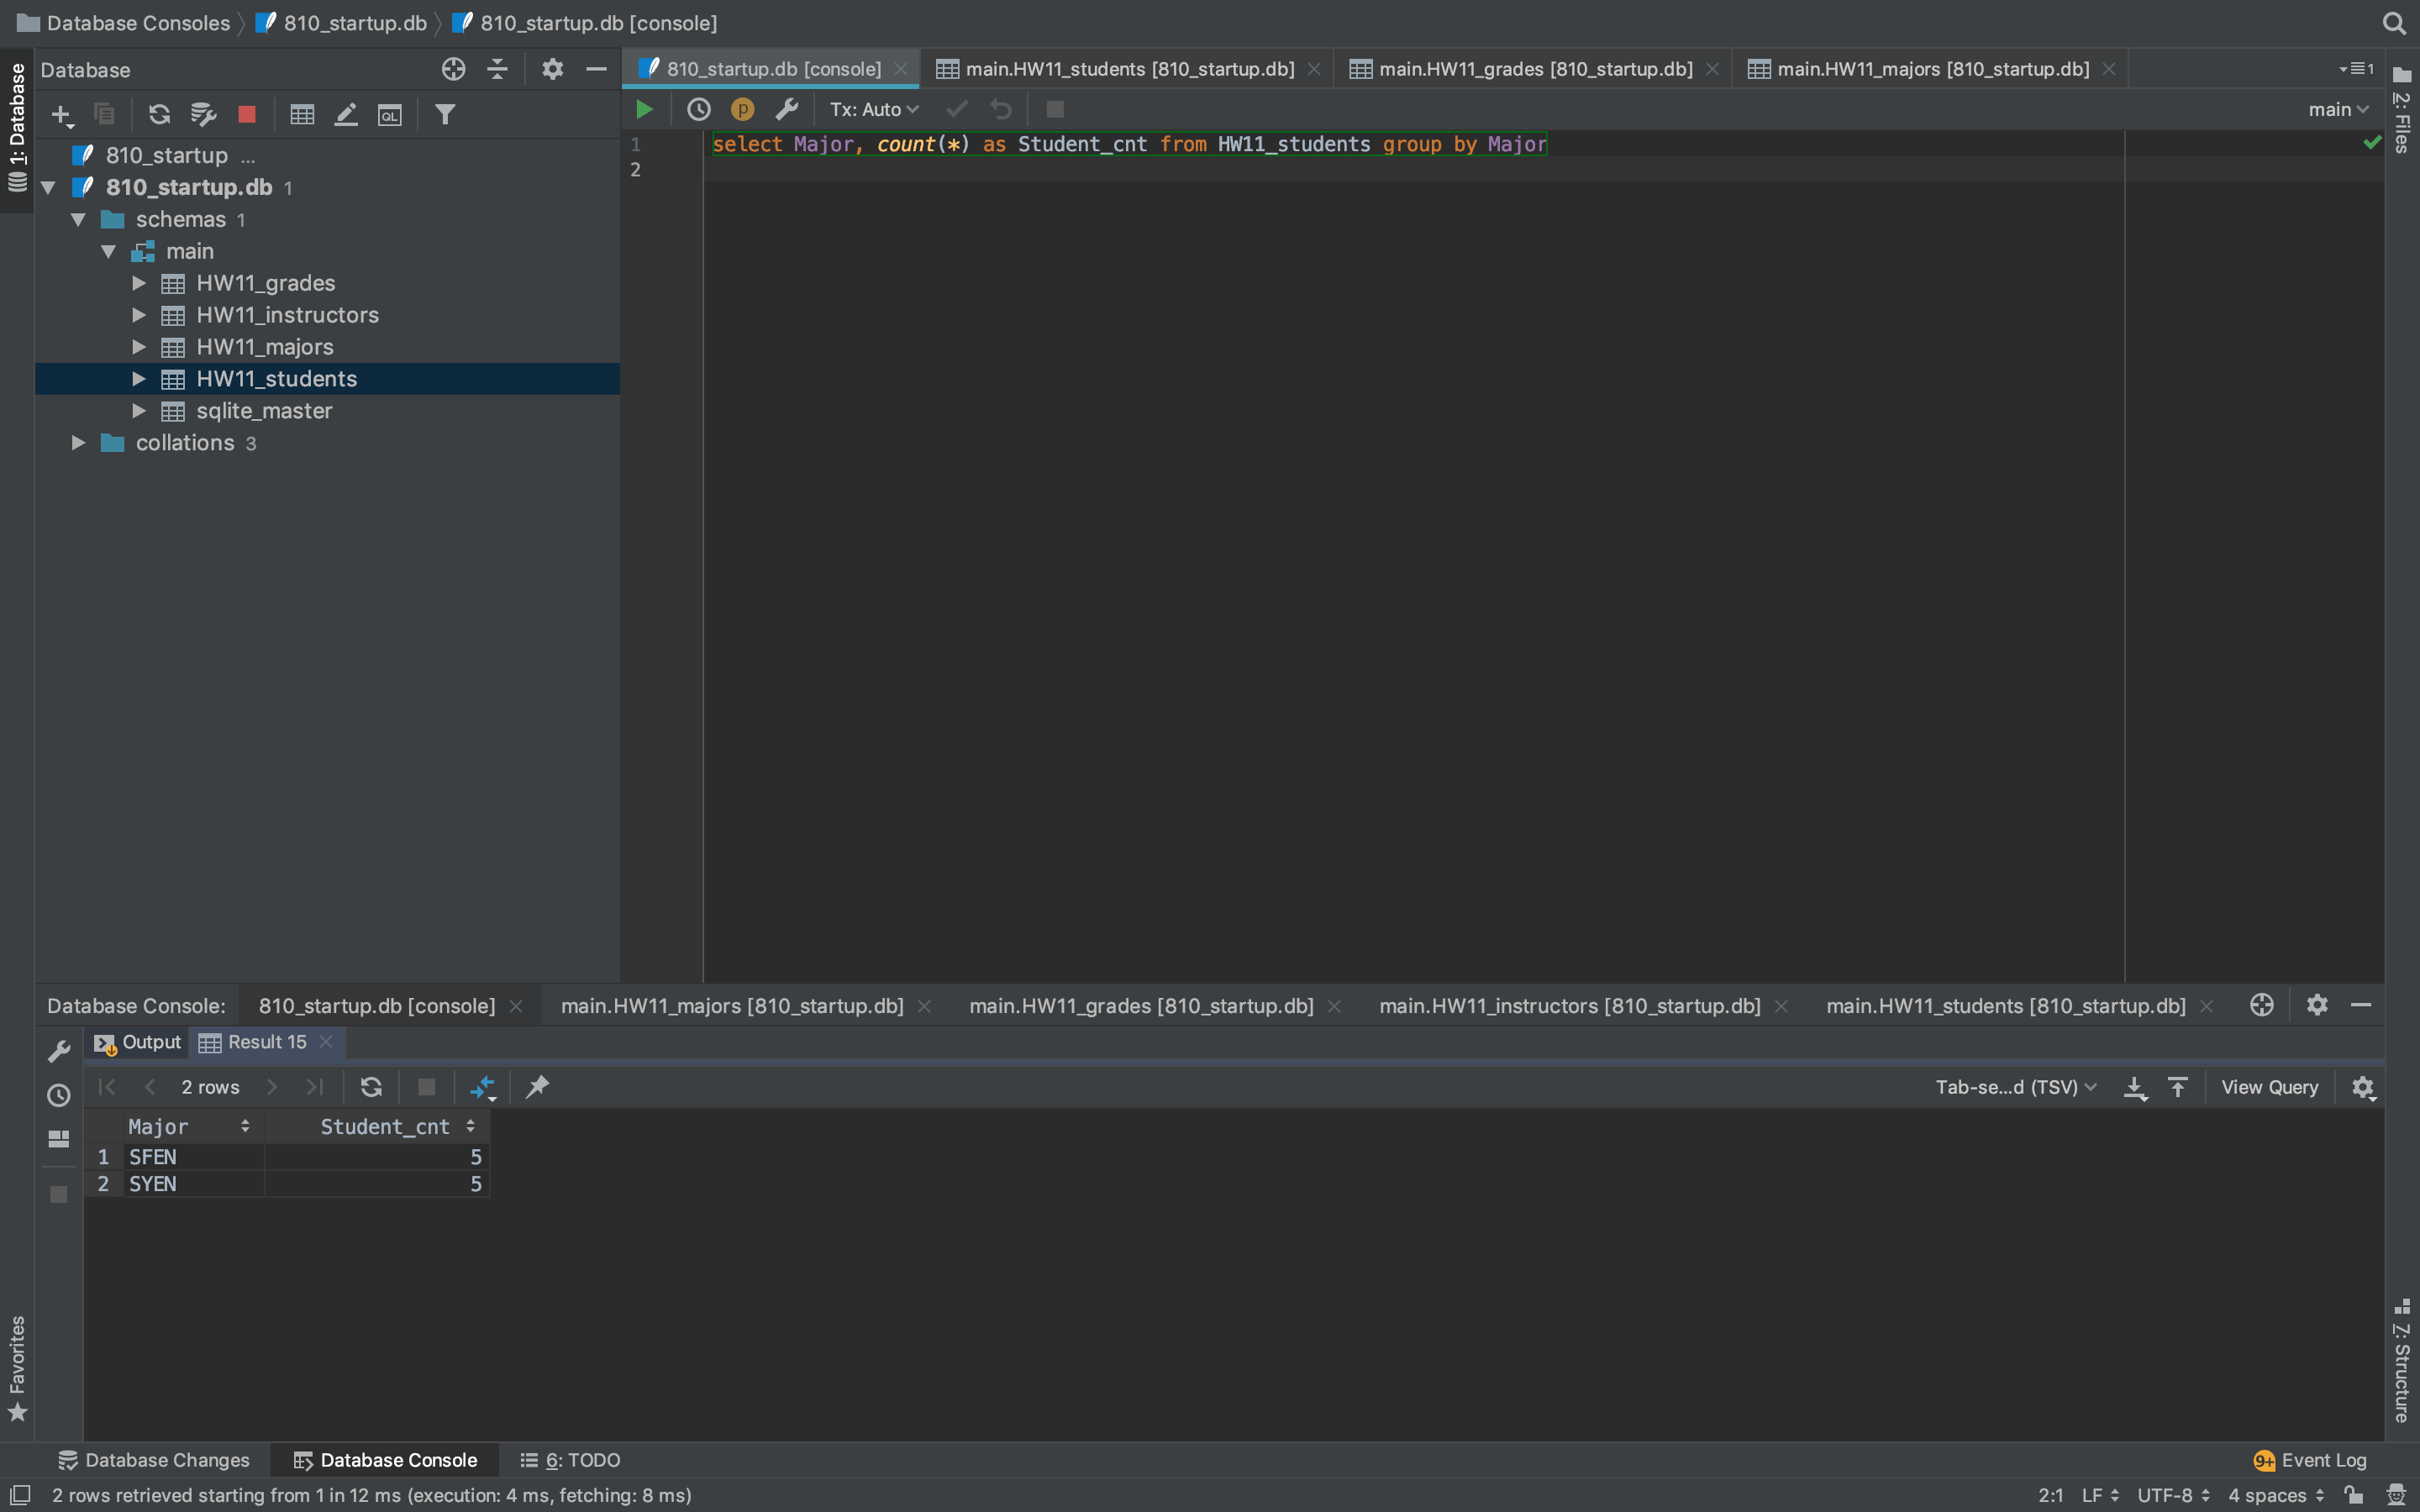 Database Consoles 810_startup.db 810_startup.db [console]
1: Database
Database
810_startup.db [console] main.HW11_students [810_startup.db] main.HW11_grades [810_startup.db] main.HW11_majors [810_startup.db] 1
QL
p Tx: Auto main
810_startup ...
810_startup.db 1
schemas 1
main
HW11_grades
HW11_instructors
HW11_majors
HW11_students
sqlite_master
collations 3
1 select Major, count(*) as Student_cnt from HW11_students group by Major
2
2: Files
Database Console: 810_startup.db [console] main.HW11_majors [810_startup.db] main.HW11_grades [810_startup.db] main.HW11_instructors [810_startup.db] main.HW11_students [810_startup.db]
Output Result 15
2 rows Tab-se...d (TSV) View Query
Major Student_cnt
1 SFEN 5
2 SYEN 5
Favorites
7: Structure
Database Changes Database Console 6: TODO 9+ Event Log
2 rows retrieved starting from 1 in 12 ms (execution: 4 ms, fetching: 8 ms) 2:1 LF UTF-8 4 spaces